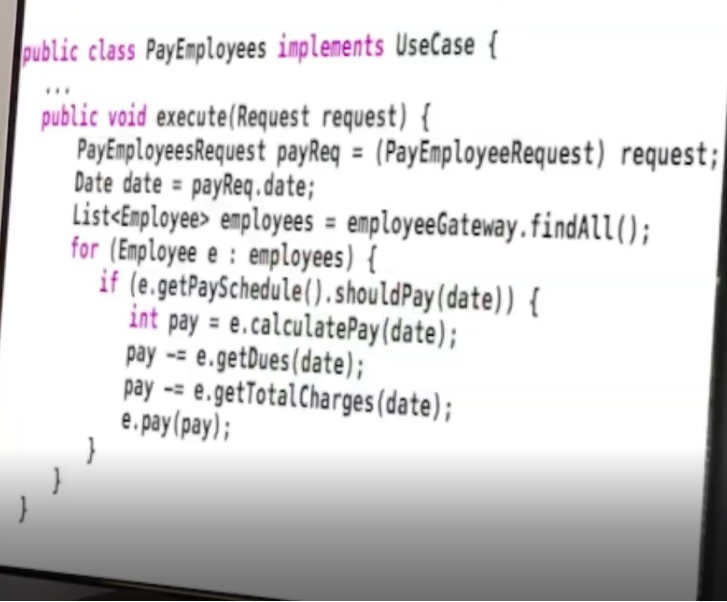 public class PayEmployees implements UseCase {
...
public void execute(Request request) {
PayEmployeesRequest payReq = (PayEmployeeRequest) request;
Date date = payReq.date;
List<Employee> employees = employeeGateway.findAll();
for (Employee e : employees) {
if (e.getPaySchedule().shouldPay(date)) {
int pay = e.calculatePay(date);
pay -= e.getDues(date);
pay -= e.getTotalCharges(date);
e.pay(pay);
}
}
}